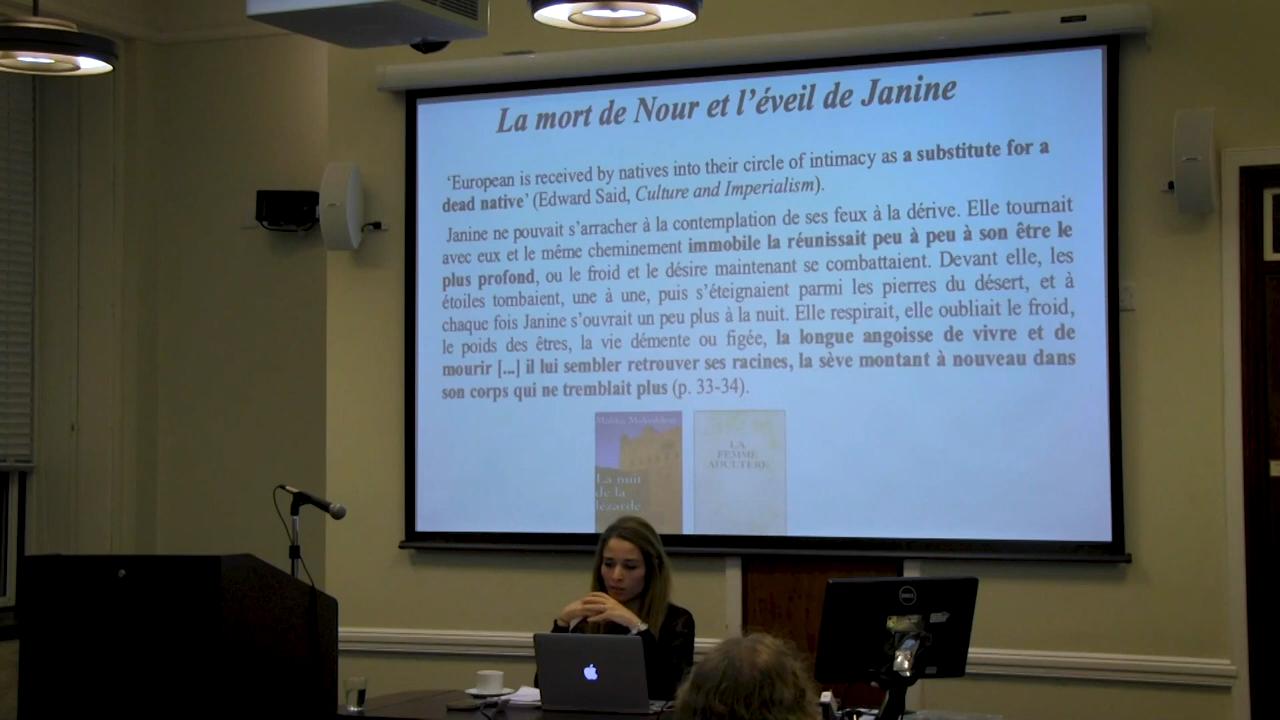 La mort de Nour et l'éveil de Janine
'European is received by natives into their circle of intimacy as a substitute for a
dead native' (Edward Said, Culture and Imperialism).
Janine ne pouvait s'arracher à la contemplation de ses feux à la dérive. Elle tournait
avec eux et le même cheminement immobile la réunissait peu à peu à son être le
plus profond, ou le froid et le désire maintenant se combattaient. Devant elle, les
étoiles tombaient, une à une, puis s'éteignaient parmi les pierres du désert, et à
chaque fois Janine s'ouvrait un peu plus à la nuit. Elle respirait, elle oubliait le froid,
le poids des êtres, la vie démente ou figée, la longue angoisse de vivre et de
mourir [...] il lui sembler retrouver ses racines, la sève montant à nouveau dans
son corps qui ne tremblait plus (p. 33-34).
Malika Mokeddem
La nuit
de la
lézarde
LA
FEMME
ADULTÈRE
DELL